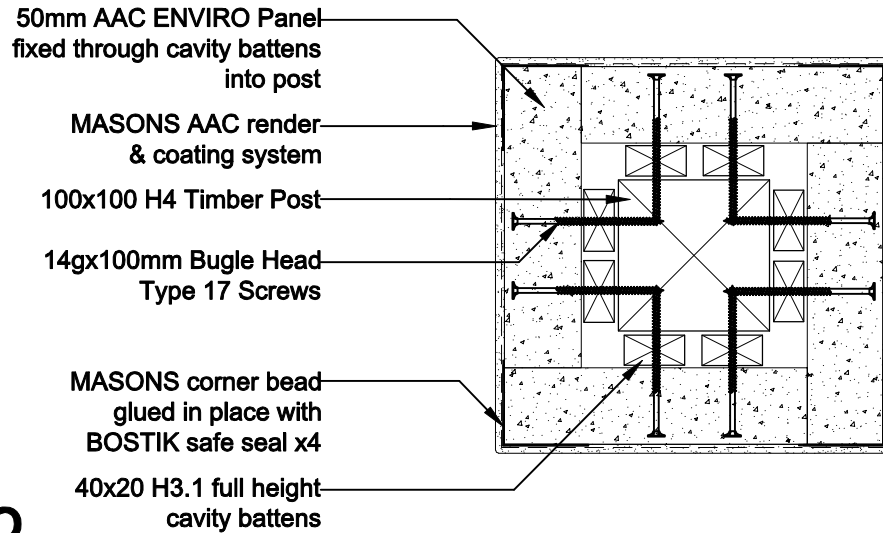 50mm AAC ENVIRO Panel
fixed through cavity battens
into post
MASONS AAC render
& coating system
100x100 H4 Timber Post
14gx100mm Bugle Head
Type 17 Screws
MASONS corner bead
glued in place with
BOSTIK safe seal x4
40x20 H3.1 full height
cavity battens